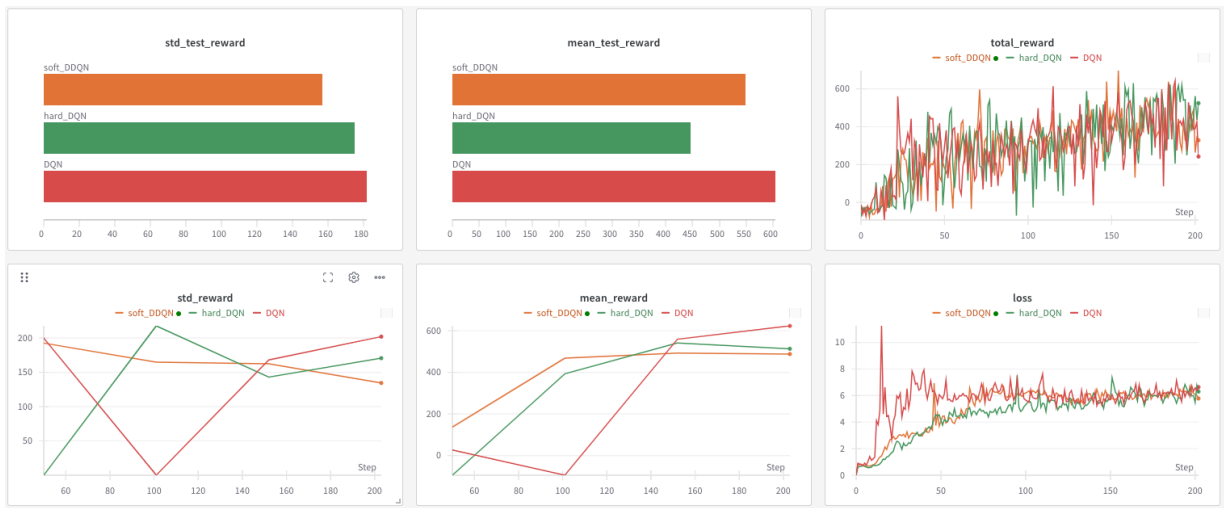 std_test_reward
soft_DDQN
hard_DQN
DQN
0 20 40 60 80 100 120 140 160 180
mean_test_reward
soft_DDQN
hard_DQN
DQN
0 50 100 150 200 250 300 350 400 450 500 550 600
total_reward
soft_DDQN hard_DQN DQN
600
400
200
0
Step
0 50 100 150 200
std_reward
soft_DDQN hard_DQN DQN
200
150
100
50
Step
60 80 100 120 140 160 180 200
mean_reward
soft_DDQN hard_DQN DQN
600
400
200
0
Step
60 80 100 120 140 160 180 200
loss
soft_DDQN hard_DQN DQN
10
8
6
4
2
0
Step
0 50 100 150 200